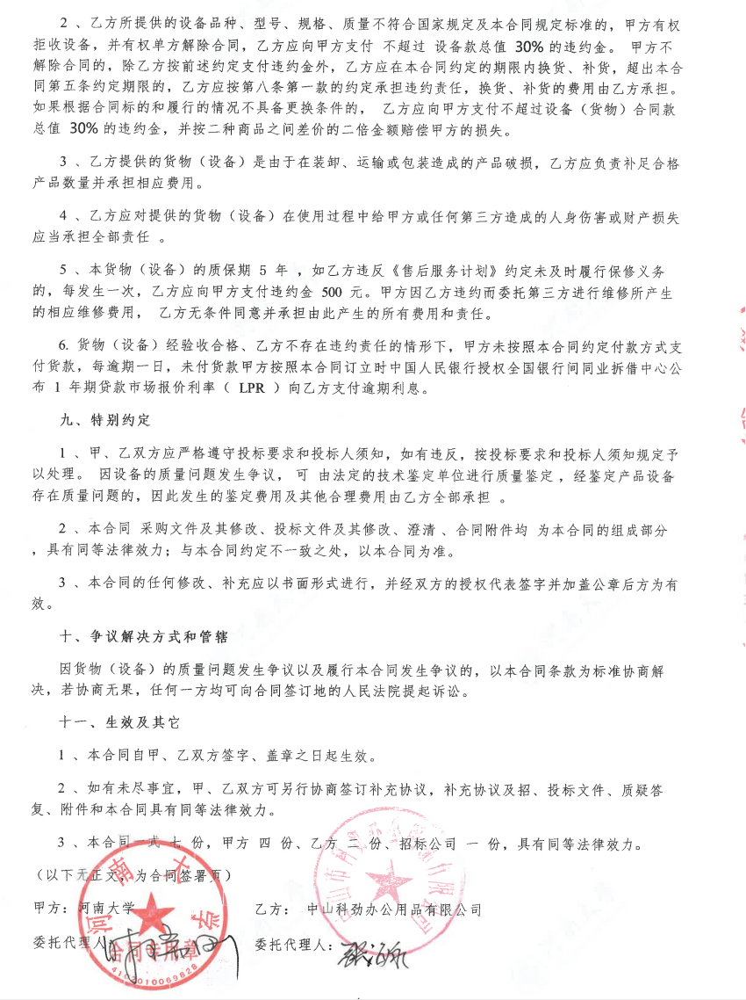 2 、乙方所提供的设备品种、型号、规格、质量不符合国家规定及本合同规定标准的，甲方有权
拒收设备，并有权单方解除合同，乙方应向甲方支付 不超过 设备款总值 30% 的违约金。 甲方不
解除合同的，除乙方按前述约定支付违约金外，乙方应在本合同约定的期限内换货、补货，超出本合
同第五条约定期限的，乙方应按第八条第一款的约定承担违约责任，换货、补货的费用由乙方承担。
如果根据合同标的和履行的情况不具备更换条件的， 乙方应向甲方支付不超过设备（货物）合同款
总值 30% 的违约金，并按二种商品之间差价的二倍金额赔偿甲方的损失。
3 、乙方提供的货物（设备）是由于在装卸、运输或包装造成的产品破损，乙方应负责补足合格
产品数量并承担相应费用。
4 、乙方应对提供的货物（设备）在使用过程中给甲方或任何第三方造成的人身伤害或财产损失
应当承担全部责任 。
5 、本货物（设备）的质保期 5 年 ，如乙方违反《售后服务计划》约定未及时履行保修义务
的，每发生一次，乙方应向甲方支付违约金 500 元。甲方因乙方违约而委托第三方进行维修所产生
的相应维修费用， 乙方无条件同意并承担由此产生的所有费用和责任。
6. 货物（设备）经验收合格、乙方不存在违约责任的情形下，甲方未按照本合同约定付款方式支
付货款，每逾期一日，未付货款甲方按照本合同订立时中国人民银行授权全国银行间同业拆借中心公
布 1 年期贷款市场报价利率（ LPR ）向乙方支付逾期利息。
九、特别约定
1 、甲、乙双方应严格遵守投标要求和投标人须知，如有违反，按投标要求和投标人须知规定予
以处理。 因设备的质量问题发生争议， 可 由法定的技术鉴定单位进行质量鉴定 ，经鉴定产品设备
存在质量问题的，因此发生的鉴定费用及其他合理费用由乙方全部承担 。
2 、本合同 采购文件及其修改、投标文件及其修改、澄清 、合同附件均 为本合同的组成部分
，具有同等法律效力；与本合同约定不一致之处，以本合同为准。
3 、本合同的任何修改、补充应以书面形式进行，并经双方的授权代表签字并加盖公章后方为有
效。
十、争议解决方式和管辖
因货物（设备）的质量问题发生争议以及履行本合同发生争议的，以本合同条款为标准协商解
决，若协商无果，任何一方均可向合同签订地的人民法院提起诉讼。
十一、生效及其它
1 、本合同自甲、乙双方签字、盖章之日起生效。
2 、如有未尽事宜，甲、乙双方可另行协商签订补充协议，补充协议及招、投标文件、质疑答
复、附件和本合同具有同等法律效力。
3 、本合同一式 七 份，甲方 四 份、乙方 二 份、招标公司 一 份，具有同等法律效力。
（以下无正文，为合同签署页）
甲方：河南大学
乙方： 中山科劲办公用品有限公司
委托代理人：
委托代理人：
河南大学
合同专用章
4102010069828